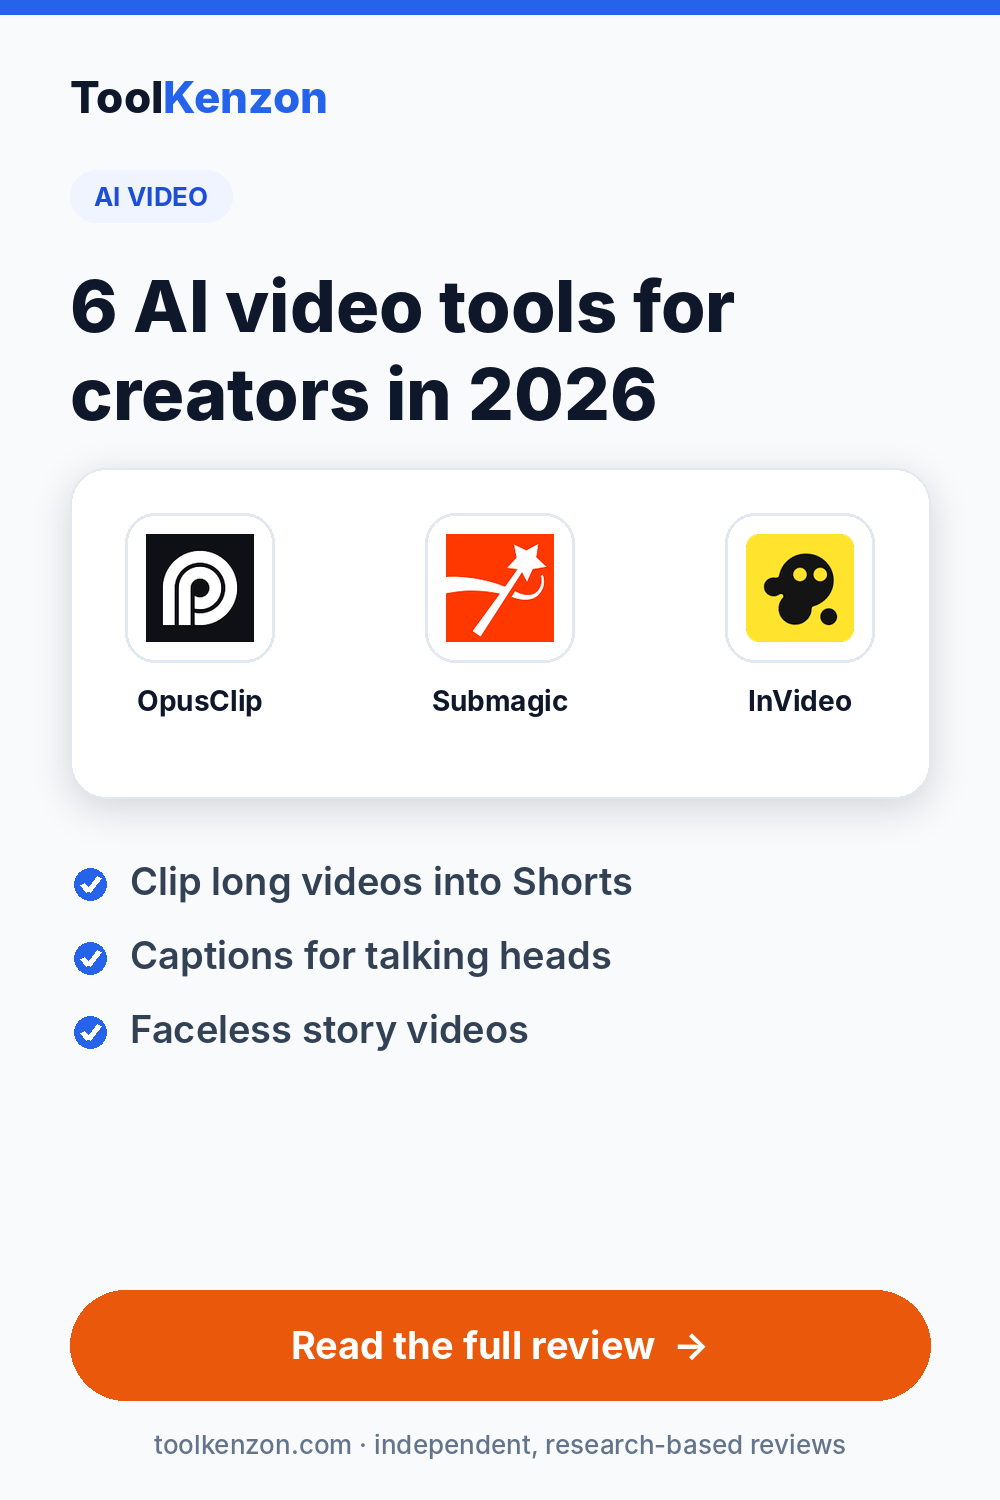 ToolKenzon
AI VIDEO
6 AI video tools for
creators in 2026
OpusClip
Submagic
InVideo
Clip long videos into Shorts
Captions for talking heads
Faceless story videos
Read the full review →
toolkenzon.com · independent, research-based reviews